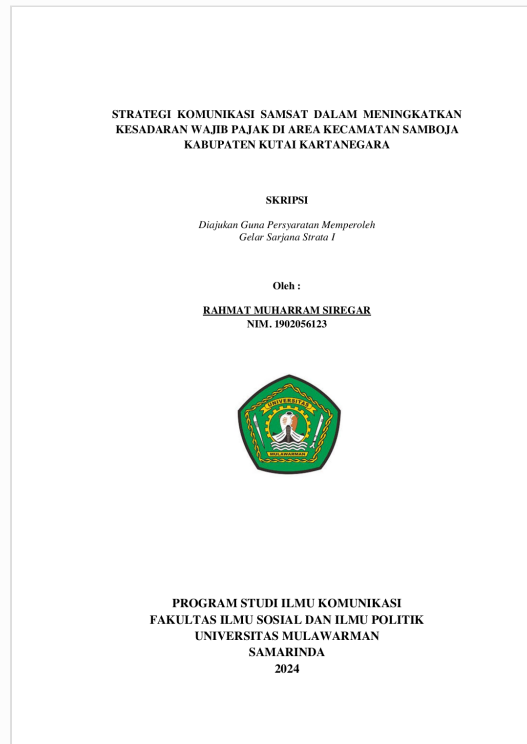 STRATEGI KOMUNIKASI SAMSAT DALAM MENINGKATKAN
KESADARAN WAJIB PAJAK DI AREA KECAMATAN SAMBOJA
KABUPATEN KUTAI KARTANEGARA
SKRIPSI
Diajukan Guna Persyaratan Memperoleh
Gelar Sarjana Strata I
Oleh :
RAHMAT MUHARRAM SIREGAR
NIM. 1902056123
UNIVERSITAS
MULAWARMAN
PROGRAM STUDI ILMU KOMUNIKASI
FAKULTAS ILMU SOSIAL DAN ILMU POLITIK
UNIVERSITAS MULAWARMAN
SAMARINDA
2024